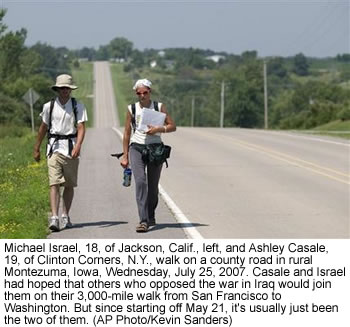 Michael Israel, 18, of Jackson, Calif., left, and Ashley Casale,
19, of Clinton Corners, N.Y., walk on a county road in rural
Montezuma, Iowa, Wednesday, July 25, 2007. Casale and Israel
had hoped that others who opposed the war in Iraq would join
them on their 3,000-mile walk from San Francisco to
Washington. But since starting off May 21, it's usually just been
the two of them. (AP Photo/Kevin Sanders)